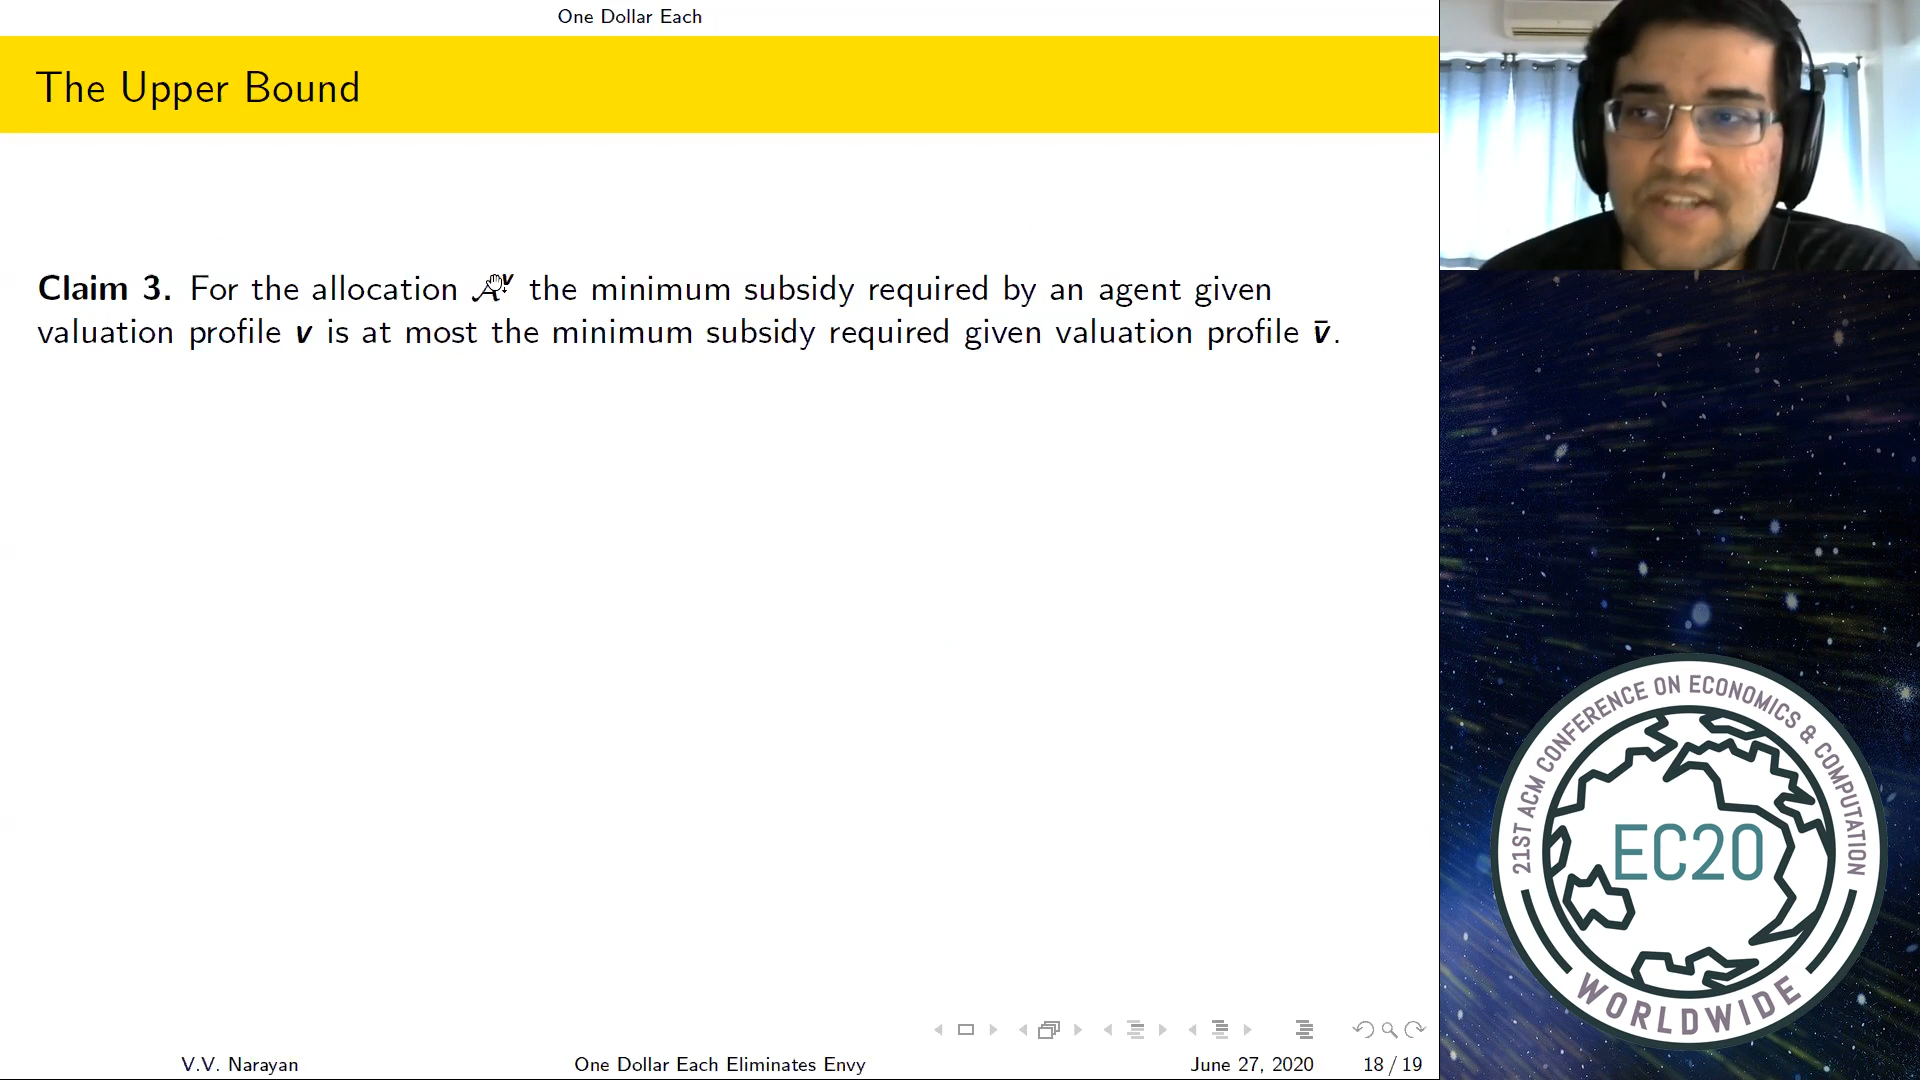 One Dollar Each
The Upper Bound
Claim 3. For the allocation 𝒜ᵛ the minimum subsidy required by an agent given
valuation profile v is at most the minimum subsidy required given valuation profile v̄.
V.V. Narayan
One Dollar Each Eliminates Envy
June 27, 2020
18 / 19
21ST ACM CONFERENCE ON ECONOMICS & COMPUTATION
EC20
WORLDWIDE